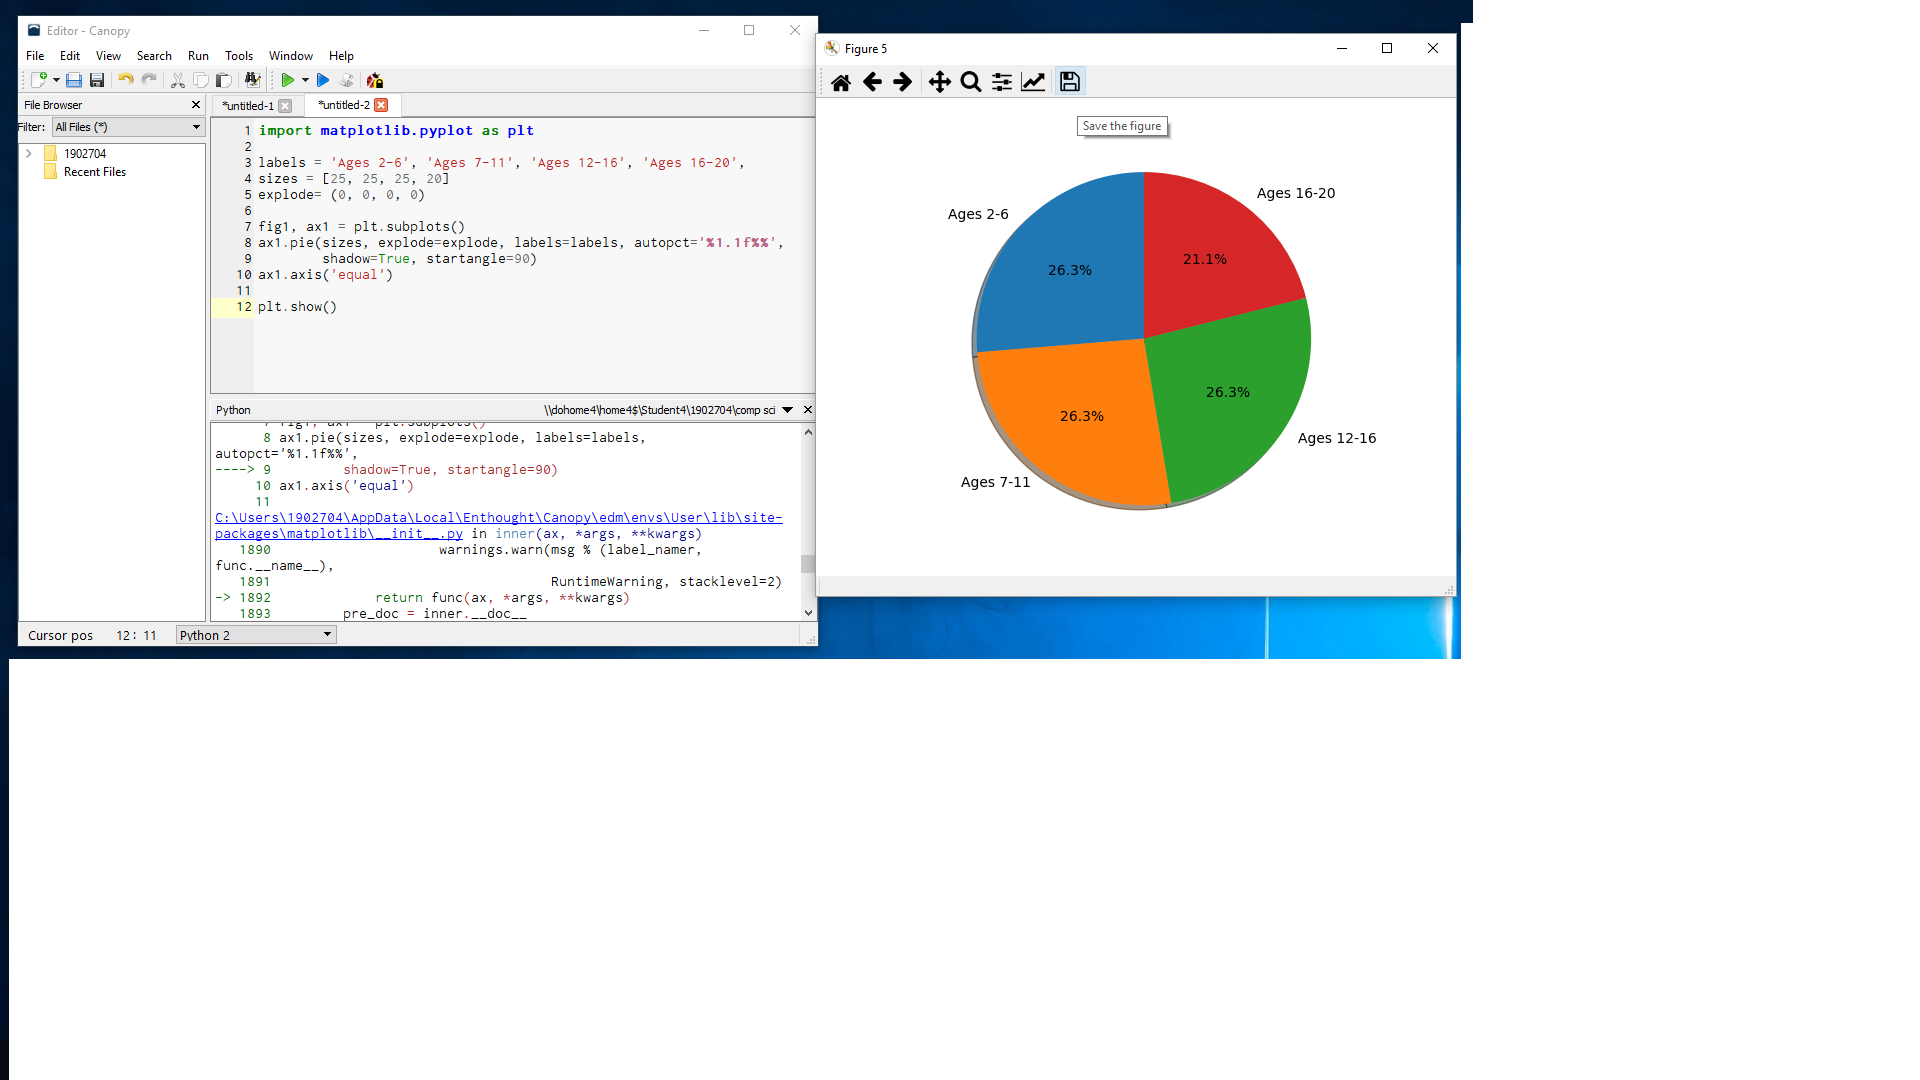 Editor - Canopy
File Edit View Search Run Tools Window Help
File Browser
Filter: All Files (*)
1902704
Recent Files
*untitled-1 *untitled-2
1 import matplotlib.pyplot as plt
2
3 labels = 'Ages 2-6', 'Ages 7-11', 'Ages 12-16', 'Ages 16-20',
4 sizes = [25, 25, 25, 20]
5 explode= (0, 0, 0, 0)
6
7 fig1, ax1 = plt.subplots()
8 ax1.pie(sizes, explode=explode, labels=labels, autopct='%1.1f%%',
9 shadow=True, startangle=90)
10 ax1.axis('equal')
11
12 plt.show()
Python \\dohome4\home4$\Student4\1902704\comp sci
7 fig1, ax1 = plt.subplots()
8 ax1.pie(sizes, explode=explode, labels=labels,
autopct='%1.1f%%',
----> 9 shadow=True, startangle=90)
10 ax1.axis('equal')
11
C:\Users\1902704\AppData\Local\Enthought\Canopy\edm\envs\User\lib\site-
packages\matplotlib\__init__.py in inner(ax, *args, **kwargs)
1890 warnings.warn(msg % (label_namer,
func.__name__),
1891 RuntimeWarning, stacklevel=2)
-> 1892 return func(ax, *args, **kwargs)
1893 pre_doc = inner.__doc__
Cursor pos 12: 11 Python 2
Figure 5
Save the figure
Ages 16-20
Ages 2-6
21.1%
26.3%
26.3%
26.3%
Ages 12-16
Ages 7-11